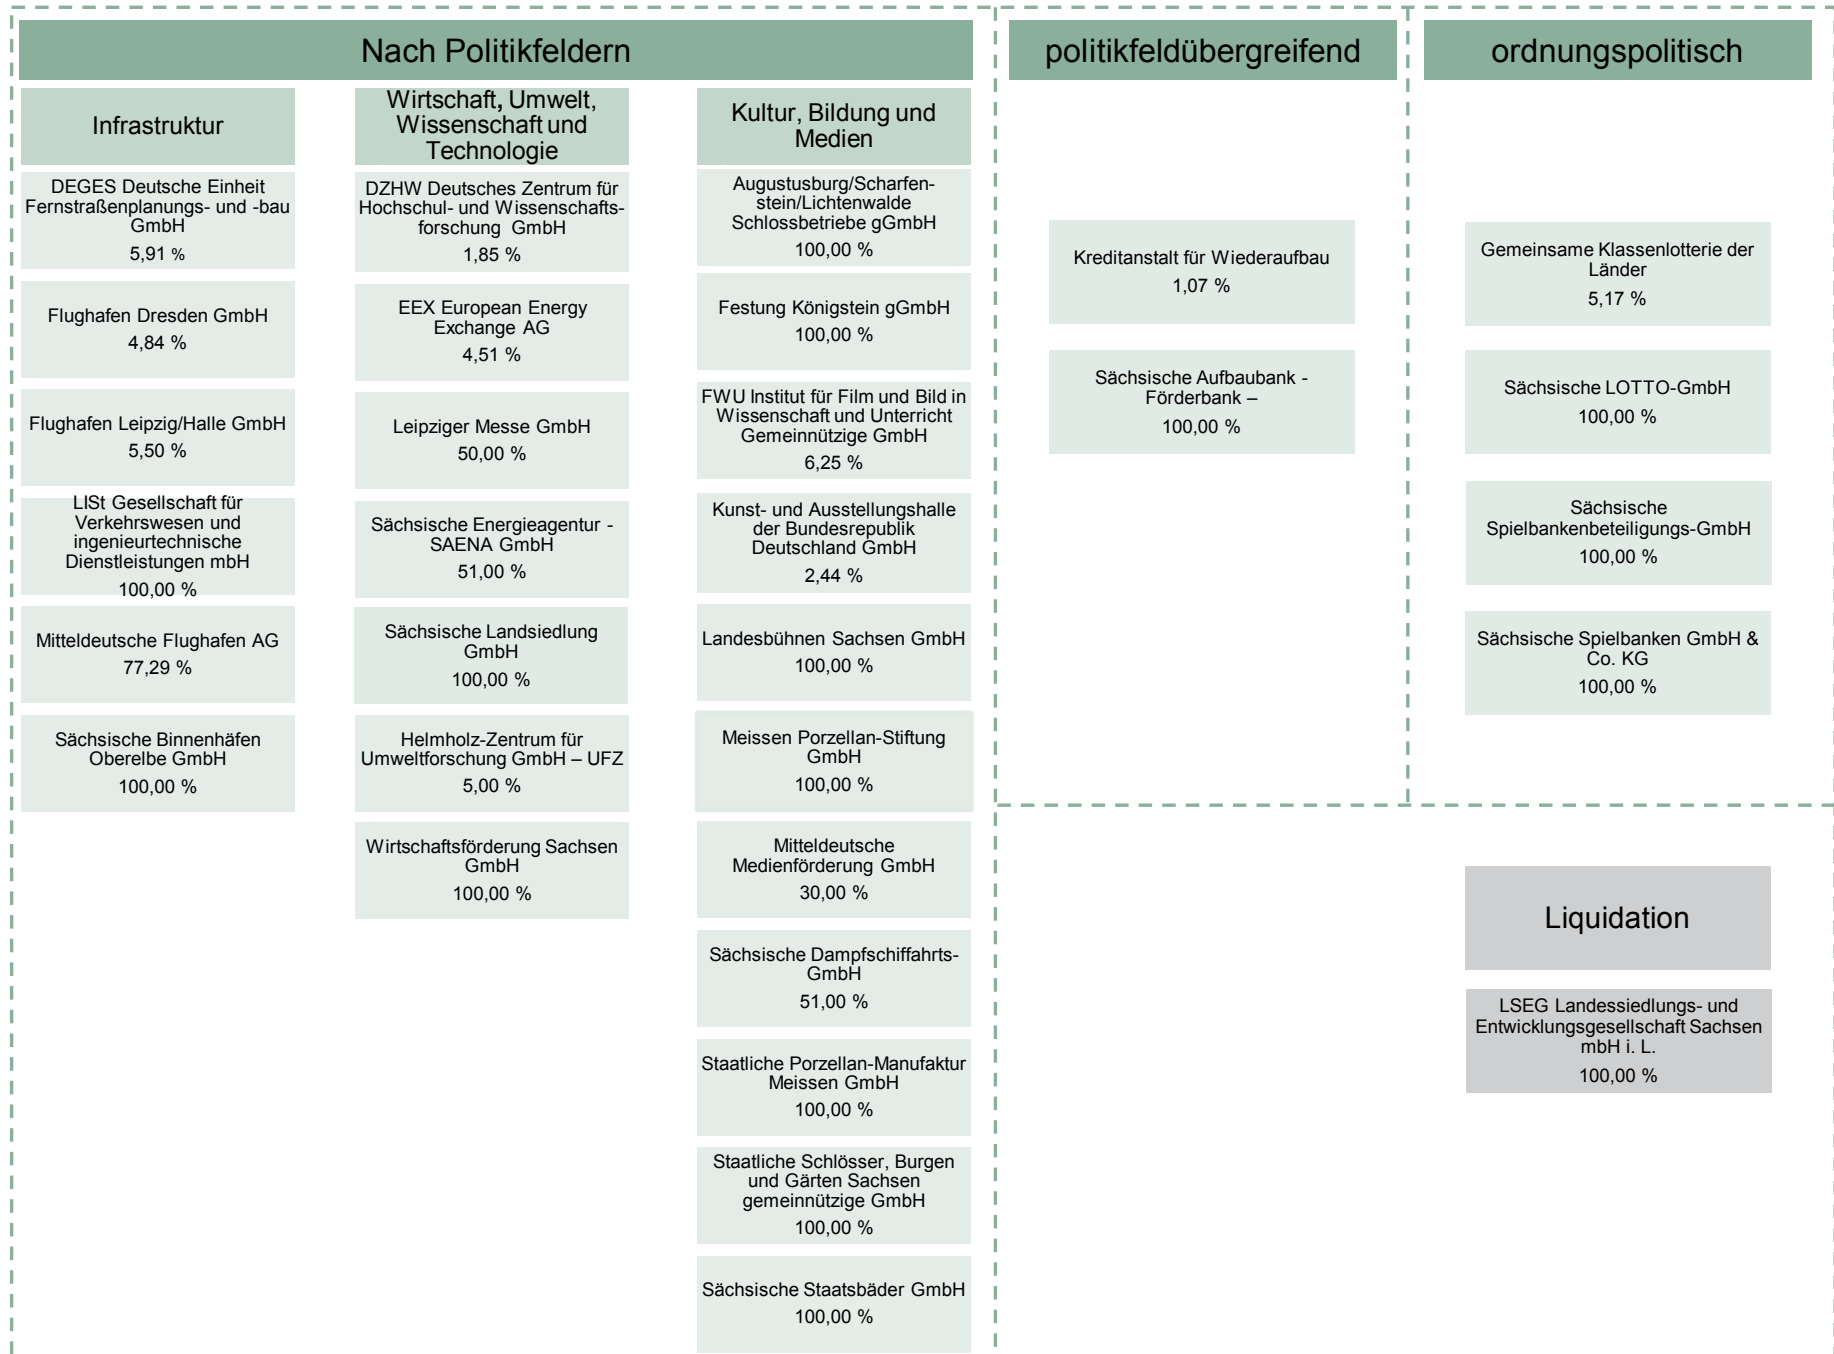 Nach Politikfeldern
Infrastruktur
DEGES Deutsche Einheit
Fernstraßenplanungs- und -bau
GmbH
5,91 %
Flughafen Dresden GmbH
4,84 %
Flughafen Leipzig/Halle GmbH
5,50 %
LISt Gesellschaft für
Verkehrswesen und
ingenieurtechnische
Dienstleistungen mbH
100,00 %
Mitteldeutsche Flughafen AG
77,29 %
Sächsische Binnenhäfen
Oberelbe GmbH
100,00 %
Wirtschaft, Umwelt,
Wissenschaft und
Technologie
DZHW Deutsches Zentrum für
Hochschul- und Wissenschafts-
forschung GmbH
1,85 %
EEX European Energy
Exchange AG
4,51 %
Leipziger Messe GmbH
50,00 %
Sächsische Energieagentur -
SAENA GmbH
51,00 %
Sächsische Landsiedlung
GmbH
100,00 %
Helmholz-Zentrum für
Umweltforschung GmbH – UFZ
5,00 %
Wirtschaftsförderung Sachsen
GmbH
100,00 %
Kultur, Bildung und
Medien
Augustusburg/Scharfen-
stein/Lichtenwalde
Schlossbetriebe gGmbH
100,00 %
Festung Königstein gGmbH
100,00 %
FWU Institut für Film und Bild in
Wissenschaft und Unterricht
Gemeinnützige GmbH
6,25 %
Kunst- und Ausstellungshalle
der Bundesrepublik
Deutschland GmbH
2,44 %
Landesbühnen Sachsen GmbH
100,00 %
Meissen Porzellan-Stiftung
GmbH
100,00 %
Mitteldeutsche
Medienförderung GmbH
30,00 %
Sächsische Dampfschiffahrts-
GmbH
51,00 %
Staatliche Porzellan-Manufaktur
Meissen GmbH
100,00 %
Staatliche Schlösser, Burgen
und Gärten Sachsen
gemeinnützige GmbH
100,00 %
Sächsische Staatsbäder GmbH
100,00 %
politikfeldübergreifend
Kreditanstalt für Wiederaufbau
1,07 %
Sächsische Aufbaubank -
Förderbank –
100,00 %
ordnungspolitisch
Gemeinsame Klassenlotterie der
Länder
5,17 %
Sächsische LOTTO-GmbH
100,00 %
Sächsische
Spielbankenbeteiligungs-GmbH
100,00 %
Sächsische Spielbanken GmbH &
Co. KG
100,00 %
Liquidation
LSEG Landessiedlungs- und
Entwicklungsgesellschaft Sachsen
mbH i. L.
100,00 %